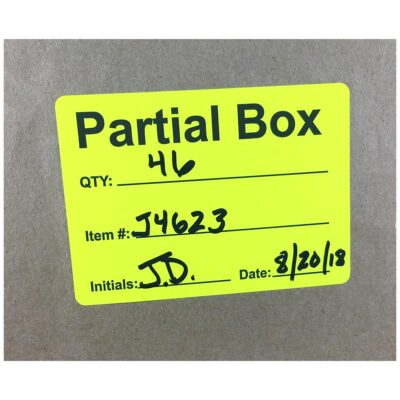 Partial Box
QTY: 46
Item #: J4623
Initials: J.D. Date: 8/20/18